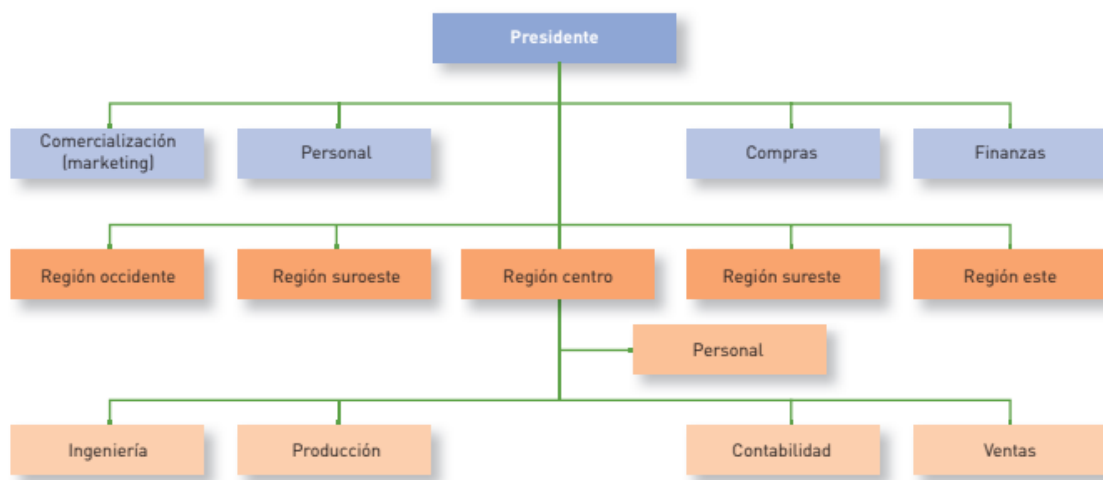 Presidente
Comercialización
(marketing)
Personal
Compras
Finanzas
Región occidente
Región suroeste
Región centro
Región sureste
Región este
Personal
Ingeniería
Producción
Contabilidad
Ventas